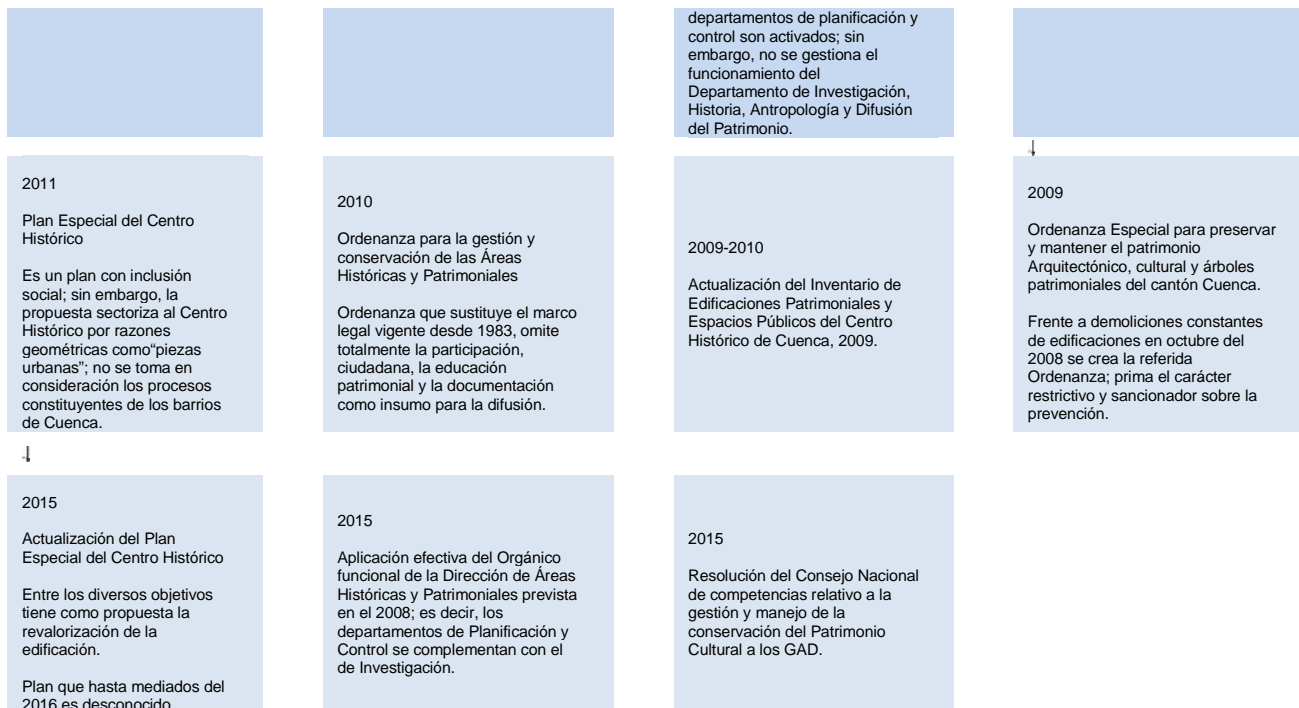 departamentos de planificación y
control son activados; sin
embargo, no se gestiona el
funcionamiento del
Departamento de Investigación,
Historia, Antropología y Difusión
del Patrimonio.
2011
Plan Especial del Centro
Histórico
Es un plan con inclusión
social; sin embargo, la
propuesta sectoriza al Centro
Histórico por razones
geométricas como“piezas
urbanas”; no se toma en
consideración los procesos
constituyentes de los barrios
de Cuenca.
2010
Ordenanza para la gestión y
conservación de las Áreas
Históricas y Patrimoniales
Ordenanza que sustituye el marco
legal vigente desde 1983, omite
totalmente la participación,
ciudadana, la educación
patrimonial y la documentación
como insumo para la difusión.
2009-2010
Actualización del Inventario de
Edificaciones Patrimoniales y
Espacios Públicos del Centro
Histórico de Cuenca, 2009.
2009
Ordenanza Especial para preservar
y mantener el patrimonio
Arquitectónico, cultural y árboles
patrimoniales del cantón Cuenca.
Frente a demoliciones constantes
de edificaciones en octubre del
2008 se crea la referida
Ordenanza; prima el carácter
restrictivo y sancionador sobre la
prevención.
2015
Actualización del Plan
Especial del Centro Histórico
Entre los diversos objetivos
tiene como propuesta la
revalorización de la
edificación.
Plan que hasta mediados del
2016 es desconocido
2015
Aplicación efectiva del Orgánico
funcional de la Dirección de Áreas
Históricas y Patrimoniales prevista
en el 2008; es decir, los
departamentos de Planificación y
Control se complementan con el
de Investigación.
2015
Resolución del Consejo Nacional
de competencias relativo a la
gestión y manejo de la
conservación del Patrimonio
Cultural a los GAD.